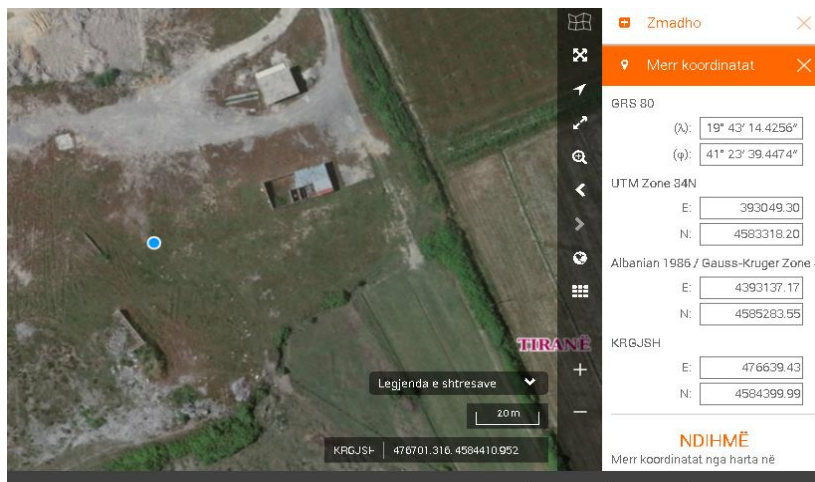 Zmadho
Merr koordinatat
GRS 80
(λ): 19° 43′ 14.4256″
(φ): 41° 23′ 39.4474″
UTM Zone 34N
E: 393049.30
N: 4583318.20
Albanian 1986 / Gauss-Kruger Zone
E: 4393137.17
N: 4585283.55
KRGJSH
E: 476639.43
N: 4584399.99
NDIHMË
Merr koordinatat nga harta në
TIRANË
Legjenda e shtresave
20 m
KRGJSH 476701.316, 4584410.952